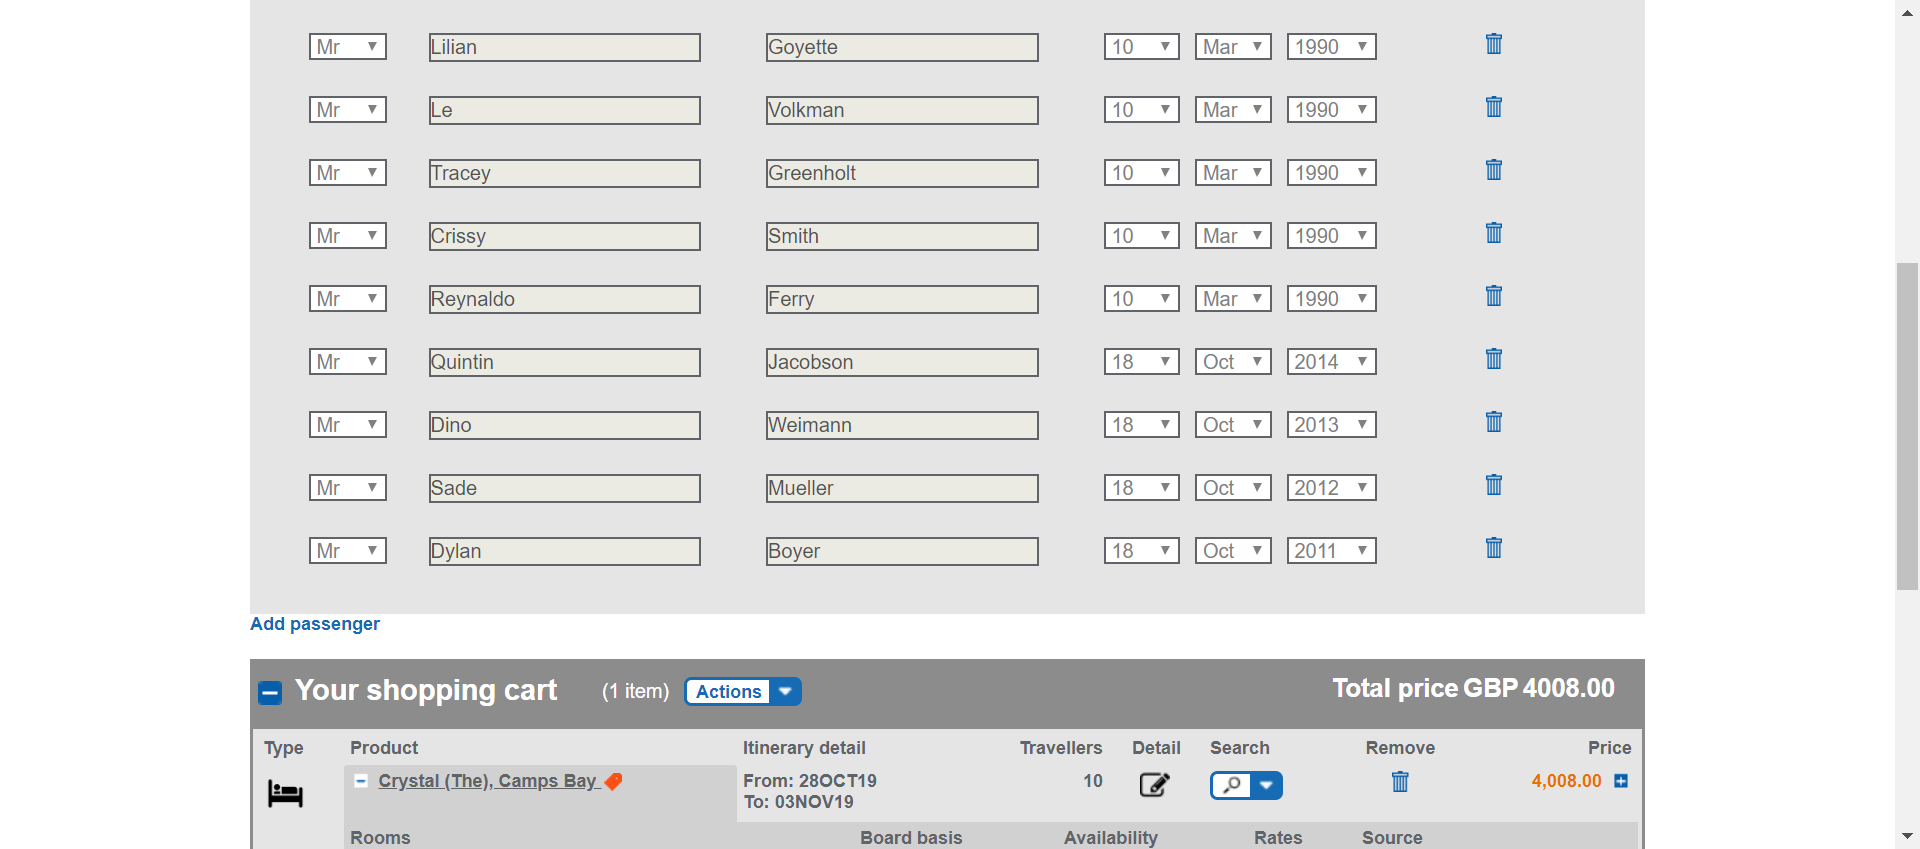 Mr Lilian Goyette 10 Mar 1990
Mr Le Volkman 10 Mar 1990
Mr Tracey Greenholt 10 Mar 1990
Mr Crissy Smith 10 Mar 1990
Mr Reynaldo Ferry 10 Mar 1990
Mr Quintin Jacobson 18 Oct 2014
Mr Dino Weimann 18 Oct 2013
Mr Sade Mueller 18 Oct 2012
Mr Dylan Boyer 18 Oct 2011
Add passenger
Your shopping cart (1 item) Actions Total price GBP 4008.00
Type Product Itinerary detail Travellers Detail Search Remove Price
Crystal (The), Camps Bay From: 28OCT19 10 4,008.00
To: 03NOV19
Rooms Board basis Availability Rates Source